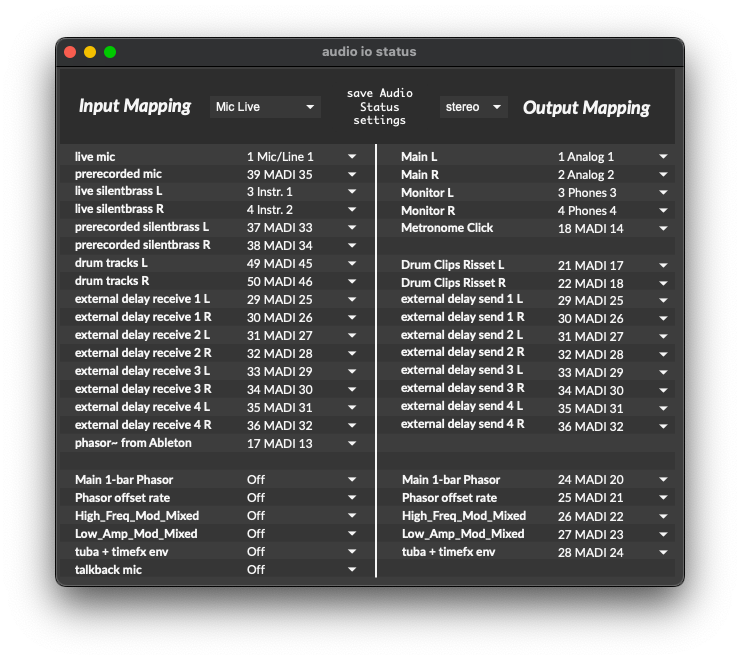 audio io status
Input Mapping
Mic Live
save Audio
Status
settings
stereo
Output Mapping
live mic 1 Mic/Line 1
prerecorded mic 39 MADI 35
live silentbrass L 3 Instr. 1
live silentbrass R 4 Instr. 2
prerecorded silentbrass L 37 MADI 33
prerecorded silentbrass R 38 MADI 34
drum tracks L 49 MADI 45
drum tracks R 50 MADI 46
external delay receive 1 L 29 MADI 25
external delay receive 1 R 30 MADI 26
external delay receive 2 L 31 MADI 27
external delay receive 2 R 32 MADI 28
external delay receive 3 L 33 MADI 29
external delay receive 3 R 34 MADI 30
external delay receive 4 L 35 MADI 31
external delay receive 4 R 36 MADI 32
phasor~ from Ableton 17 MADI 13
Main 1-bar Phasor Off
Phasor offset rate Off
High_Freq_Mod_Mixed Off
Low_Amp_Mod_Mixed Off
tuba + timefx env Off
talkback mic Off
Main L 1 Analog 1
Main R 2 Analog 2
Monitor L 3 Phones 3
Monitor R 4 Phones 4
Metronome Click 18 MADI 14
Drum Clips Risset L 21 MADI 17
Drum Clips Risset R 22 MADI 18
external delay send 1 L 29 MADI 25
external delay send 1 R 30 MADI 26
external delay send 2 L 31 MADI 27
external delay send 2 R 32 MADI 28
external delay send 3 L 33 MADI 29
external delay send 3 R 34 MADI 30
external delay send 4 L 35 MADI 31
external delay send 4 R 36 MADI 32
Main 1-bar Phasor 24 MADI 20
Phasor offset rate 25 MADI 21
High_Freq_Mod_Mixed 26 MADI 22
Low_Amp_Mod_Mixed 27 MADI 23
tuba + timefx env 28 MADI 24